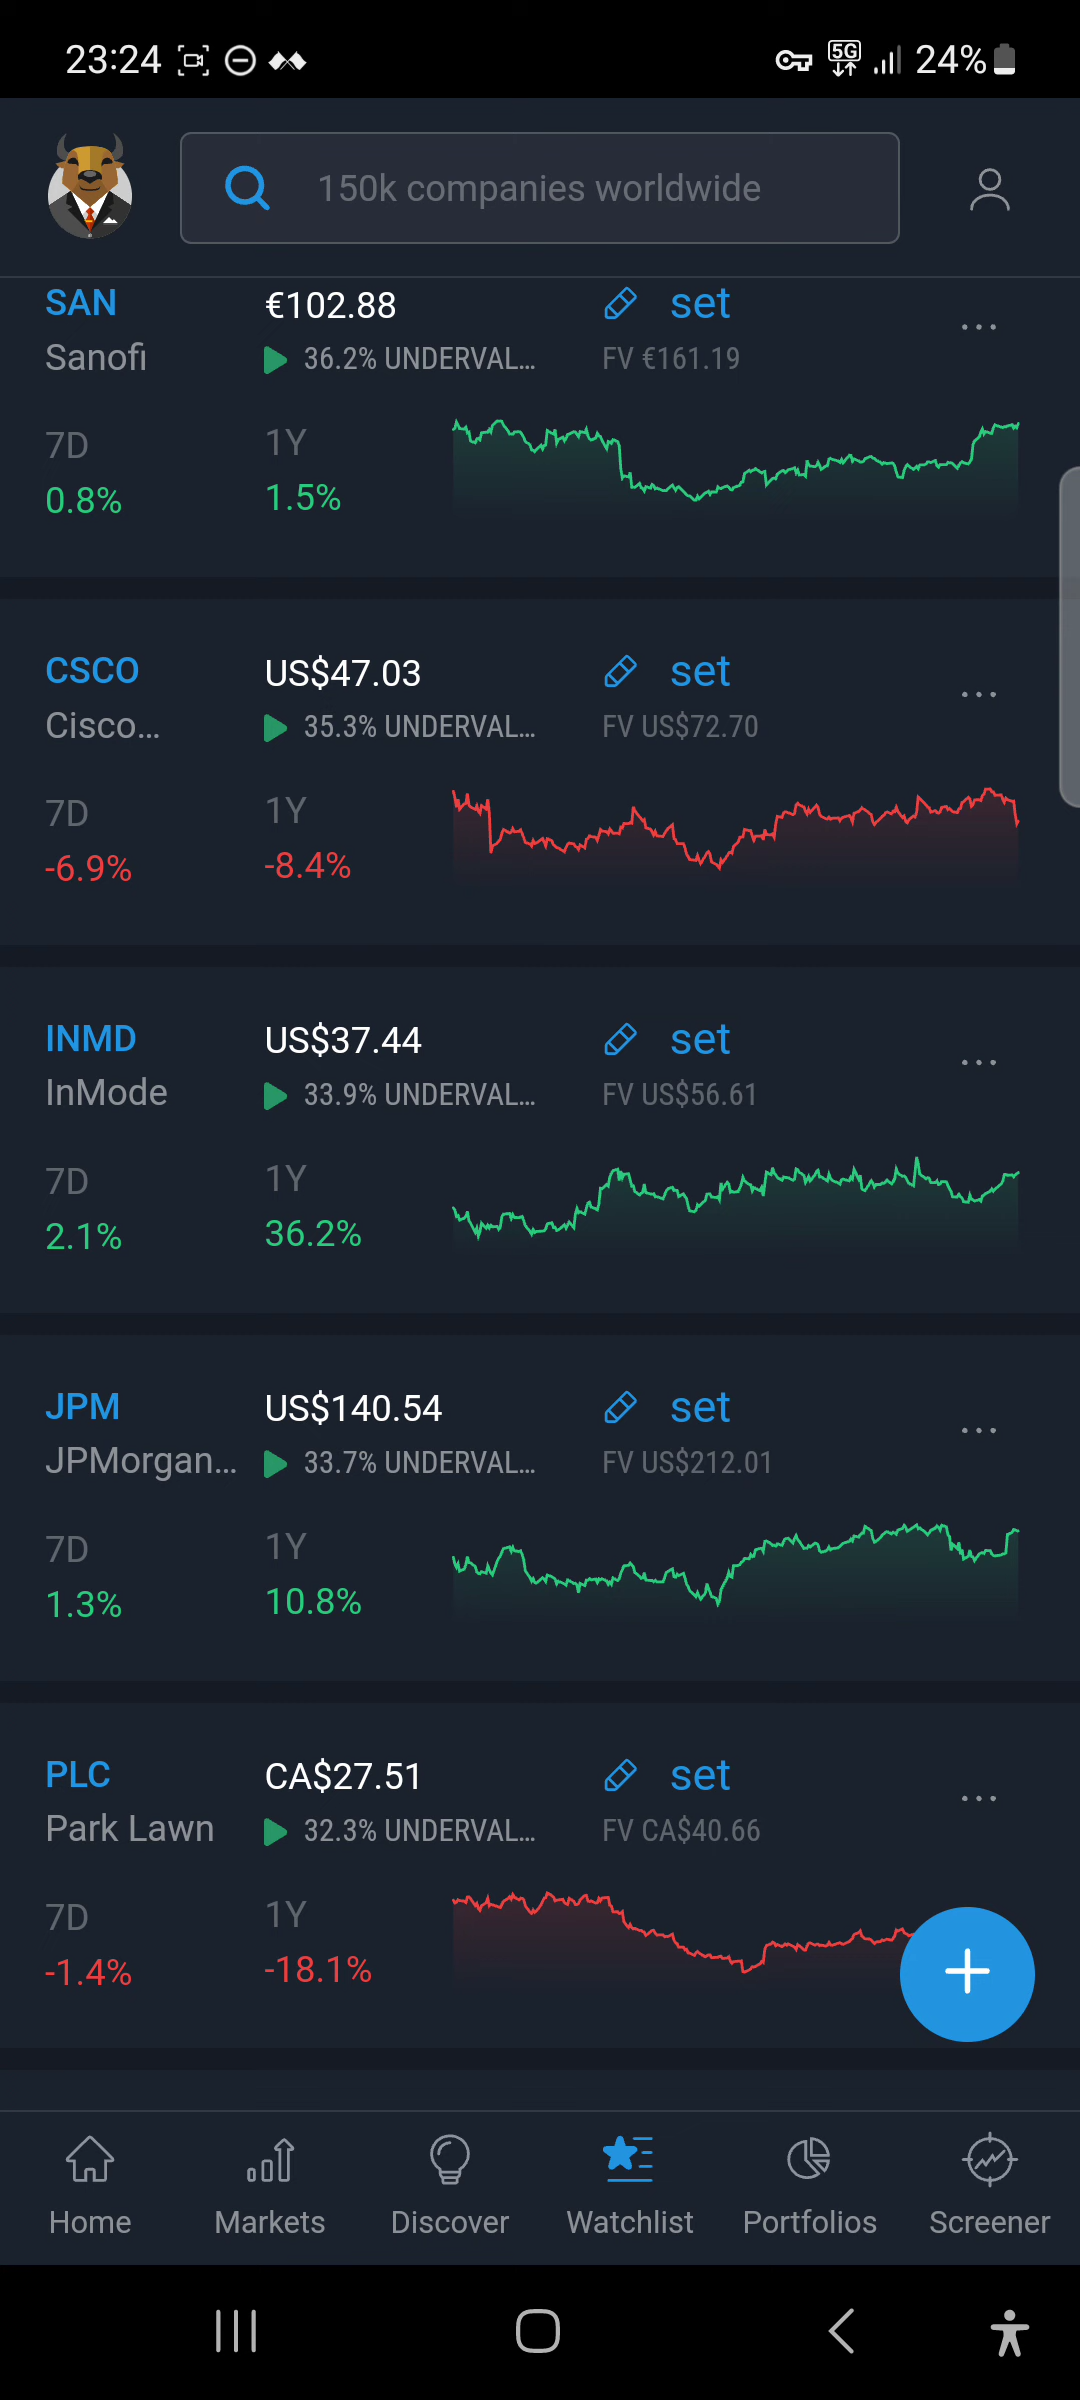 23:24
5G
24%
150k companies worldwide
SAN €102.88 set
Sanofi 36.2% UNDERVAL... FV €161.19
7D 1Y
0.8% 1.5%
CSCO US$47.03 set
Cisco... 35.3% UNDERVAL... FV US$72.70
7D 1Y
-6.9% -8.4%
INMD US$37.44 set
InMode 33.9% UNDERVAL... FV US$56.61
7D 1Y
2.1% 36.2%
JPM US$140.54 set
JPMorgan... 33.7% UNDERVAL... FV US$212.01
7D 1Y
1.3% 10.8%
PLC CA$27.51 set
Park Lawn 32.3% UNDERVAL... FV CA$40.66
7D 1Y
-1.4% -18.1%
Home Markets Discover Watchlist Portfolios Screener